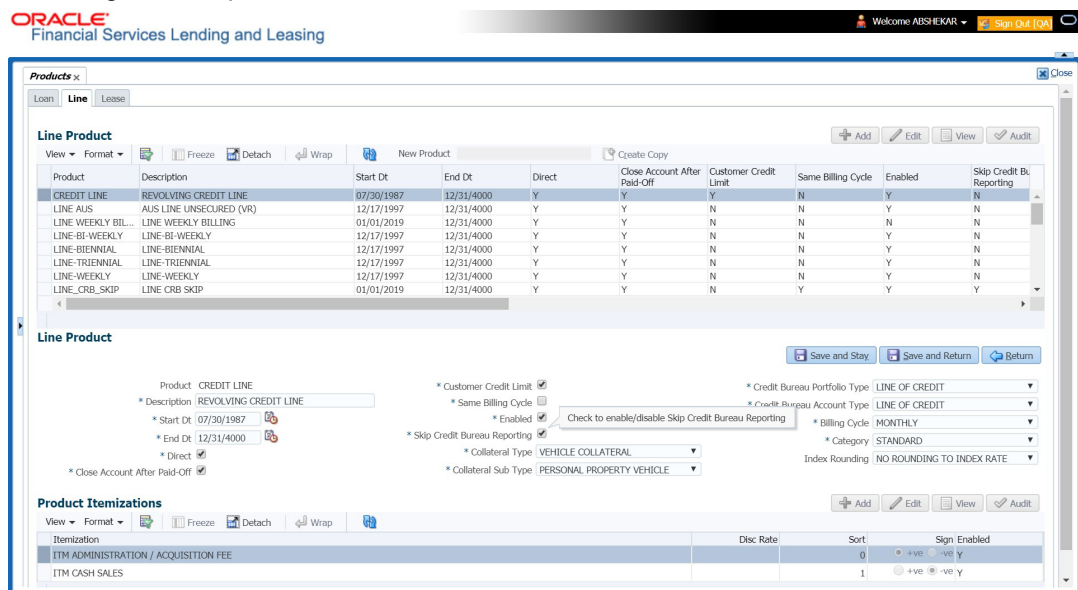 ORACLE
Financial Services Lending and Leasing
Welcome ABSHEKAR
Sign Out [QA]
Products x
Close
Loan Line Lease
Line Product
Add Edit View Audit
View Format Freeze Detach Wrap New Product Create Copy
Product Description Start Dt End Dt Direct Close Account After Paid-Off Customer Credit Limit Same Billing Cycle Enabled Skip Credit Bu Reporting
CREDIT LINE REVOLVING CREDIT LINE 07/30/1987 12/31/4000 Y Y Y N Y N
LINE AUS AUS LINE UNSECURED (VR) 12/17/1997 12/31/4000 Y Y N N Y N
LINE WEEKLY BIL... LINE WEEKLY BILLING 01/01/2019 12/31/4000 Y Y N N N N
LINE-BI-WEEKLY LINE-BI-WEEKLY 12/17/1997 12/31/4000 Y Y N N Y N
LINE-BIENNIAL LINE-BIENNIAL 12/17/1997 12/31/4000 Y Y N N Y N
LINE-TRIENNIAL LINE-TRIENNIAL 12/17/1997 12/31/4000 Y Y N N Y N
LINE-WEEKLY LINE-WEEKLY 12/17/1997 12/31/4000 Y Y N N Y N
LINE_CRB_SKIP LINE CRB SKIP 01/01/2019 12/31/4000 Y Y N Y Y Y
Line Product
Save and Stay Save and Return Return
Product CREDIT LINE
* Description REVOLVING CREDIT LINE
* Start Dt 07/30/1987
* End Dt 12/31/4000
* Direct
* Close Account After Paid-Off
* Customer Credit Limit
* Same Billing Cycle
* Enabled
Check to enable/disable Skip Credit Bureau Reporting
* Skip Credit Bureau Reporting
* Collateral Type VEHICLE COLLATERAL
* Collateral Sub Type PERSONAL PROPERTY VEHICLE
* Credit Bureau Portfolio Type LINE OF CREDIT
* Credit Bureau Account Type LINE OF CREDIT
* Billing Cycle MONTHLY
* Category STANDARD
Index Rounding NO ROUNDING TO INDEX RATE
Product Itemizations
Add Edit View Audit
View Format Freeze Detach Wrap
Itemization Disc Rate Sort Sign Enabled
ITM ADMINISTRATION / ACQUISITION FEE 0 +ve -ve Y
ITM CASH SALES 1 +ve -ve Y